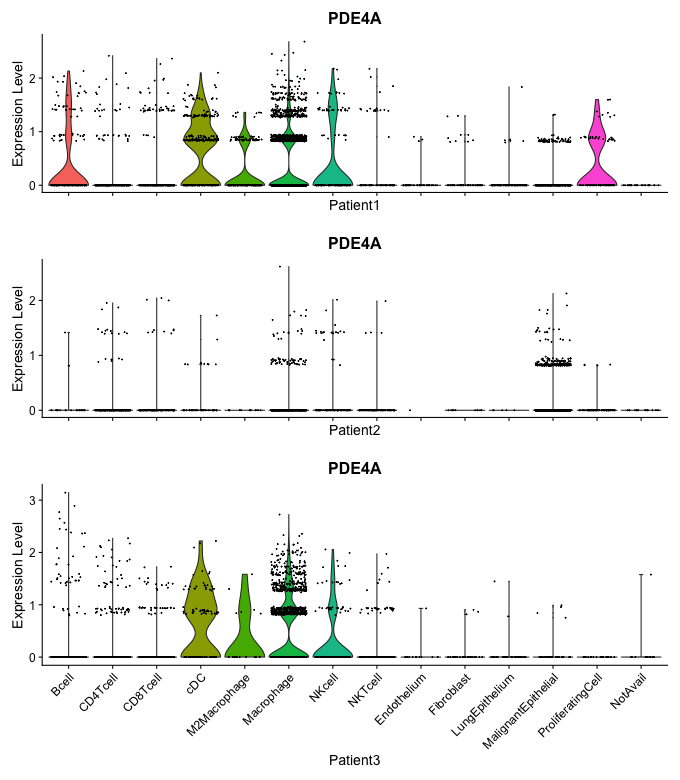 PDE4A
Expression Level
2
1
0
Patient1
PDE4A
Expression Level
2
1
0
Patient2
PDE4A
Expression Level
3
2
1
0
Bcell
CD4Tcell
CD8Tcell
cDC
M2Macrophage
Macrophage
NKcell
NKTcell
Endothelium
Fibroblast
LungEpithelium
MalignantEpithelial
ProliferatingCell
NotAvail
Patient3